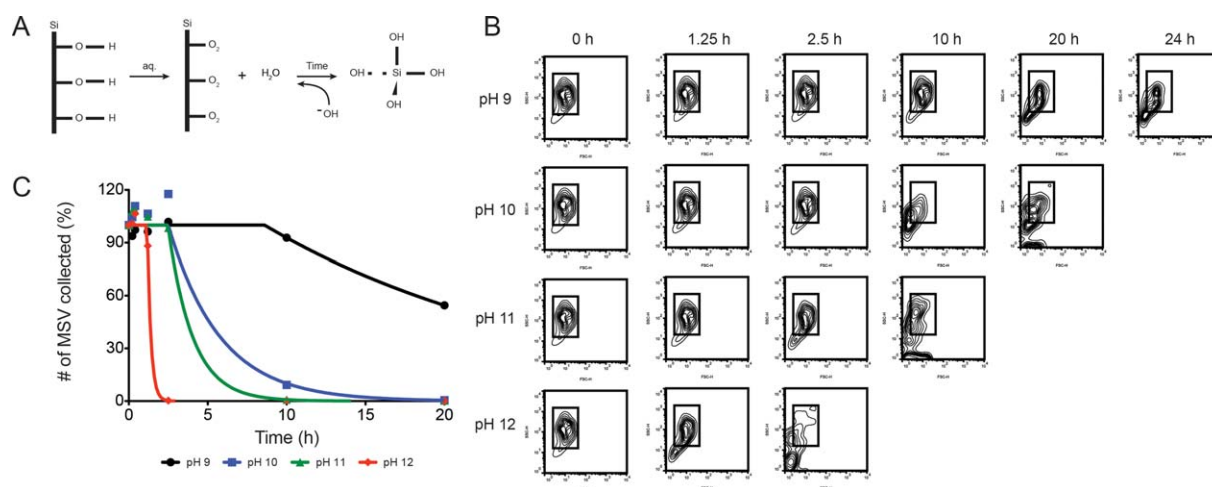 A
Si
O H
O H
O H
aq.
Si
O2
O2
O2
+ H2O
Time
-OH
OH
OH Si OH
OH
B
0 h 1.25 h 2.5 h 10 h 20 h 24 h
pH 9
pH 10
pH 11
pH 12
SSC-H
FSC-H
C
# of MSV collected (%)
120
90
60
30
0
0 5 10 15 20
Time (h)
pH 9 pH 10 pH 11 pH 12